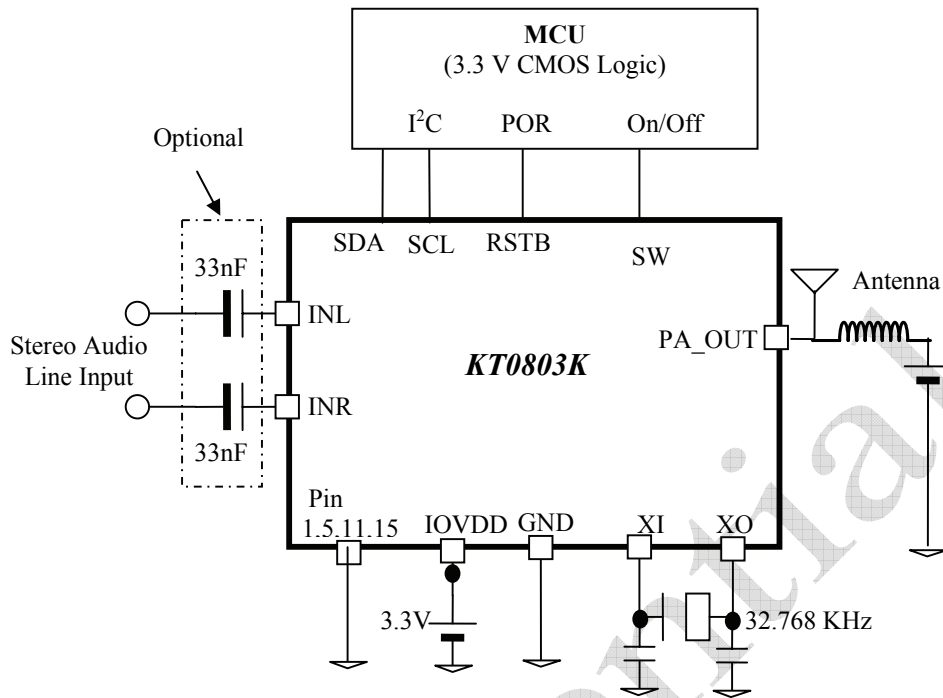 MCU
(3.3 V CMOS Logic)
I²C POR On/Off
Optional
SDA SCL RSTB SW
33nF
INL
Antenna
Stereo Audio
Line Input
PA_OUT
KT0803K
INR
33nF
Pin
1.5.11.15 IOVDD GND XI XO
3.3V
32.768 KHz
ential